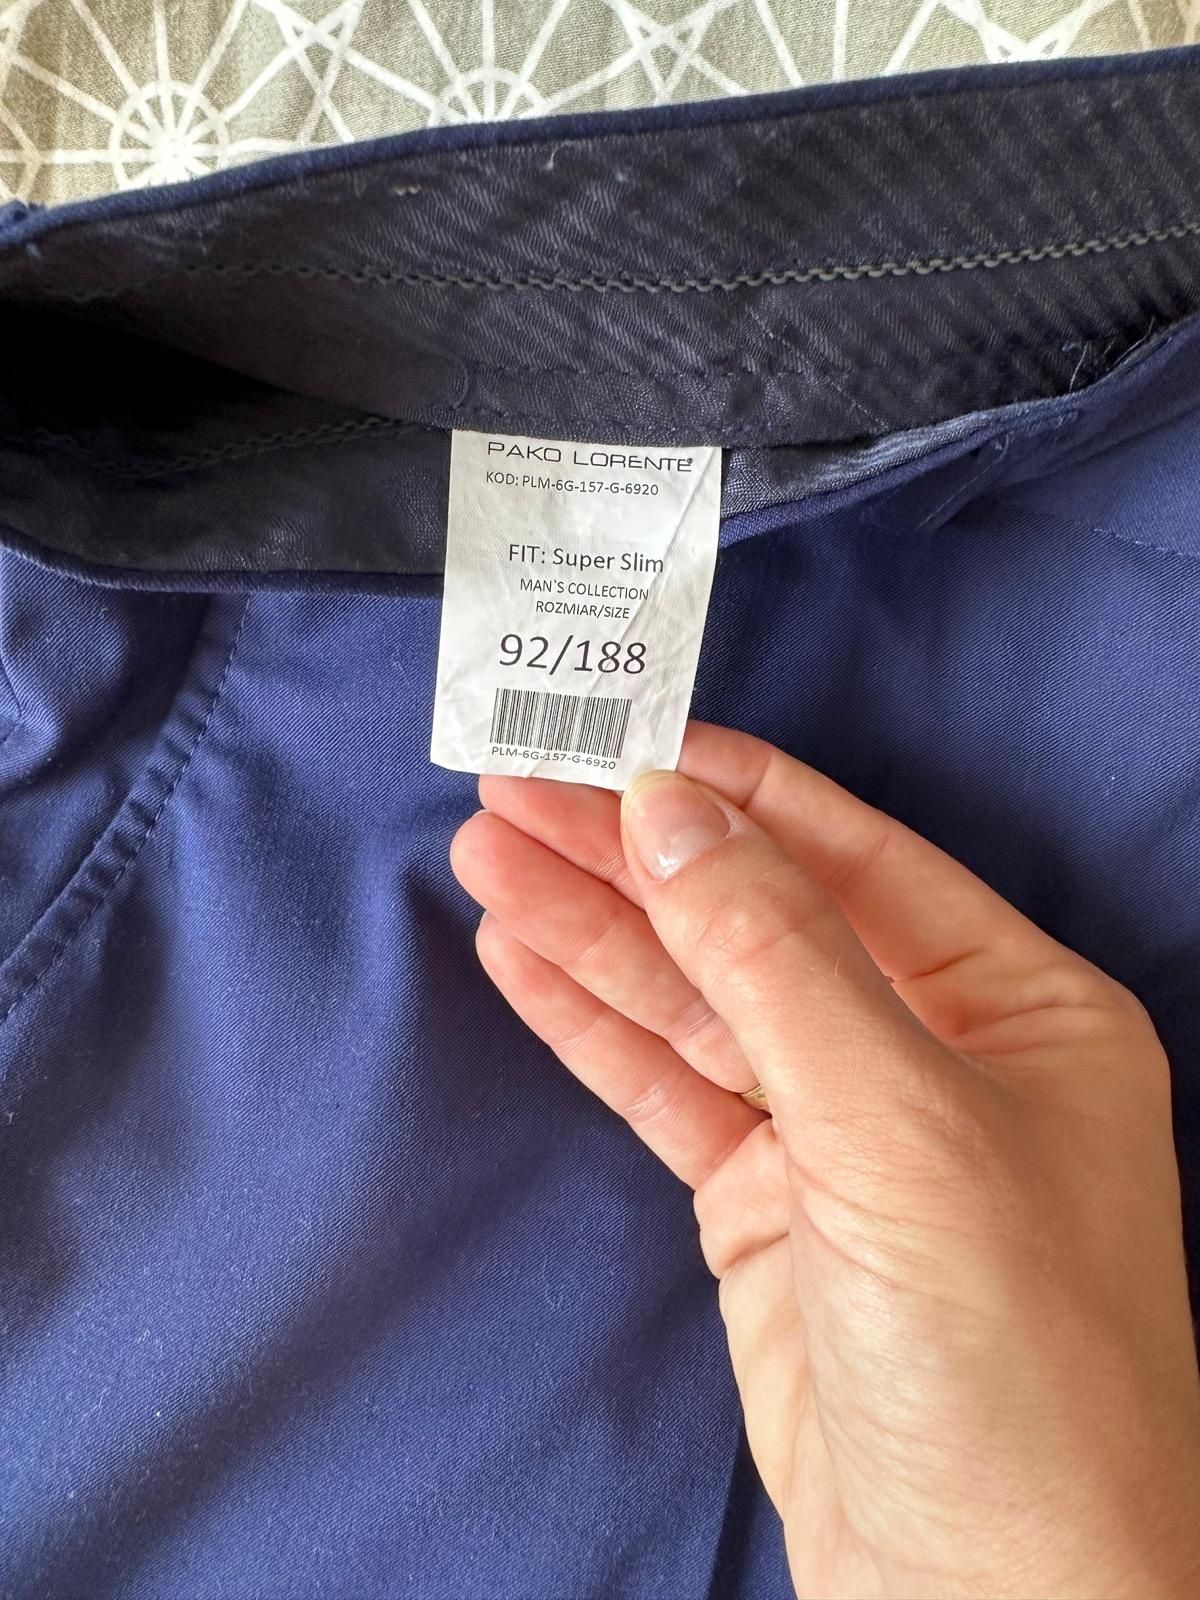 PAKO LORENTE®
KOD: PLM-6G-157-G-6920
FIT: Super Slim
MAN`S COLLECTION
ROZMIAR/SIZE
92/188
PLM-6G-157-G-6920